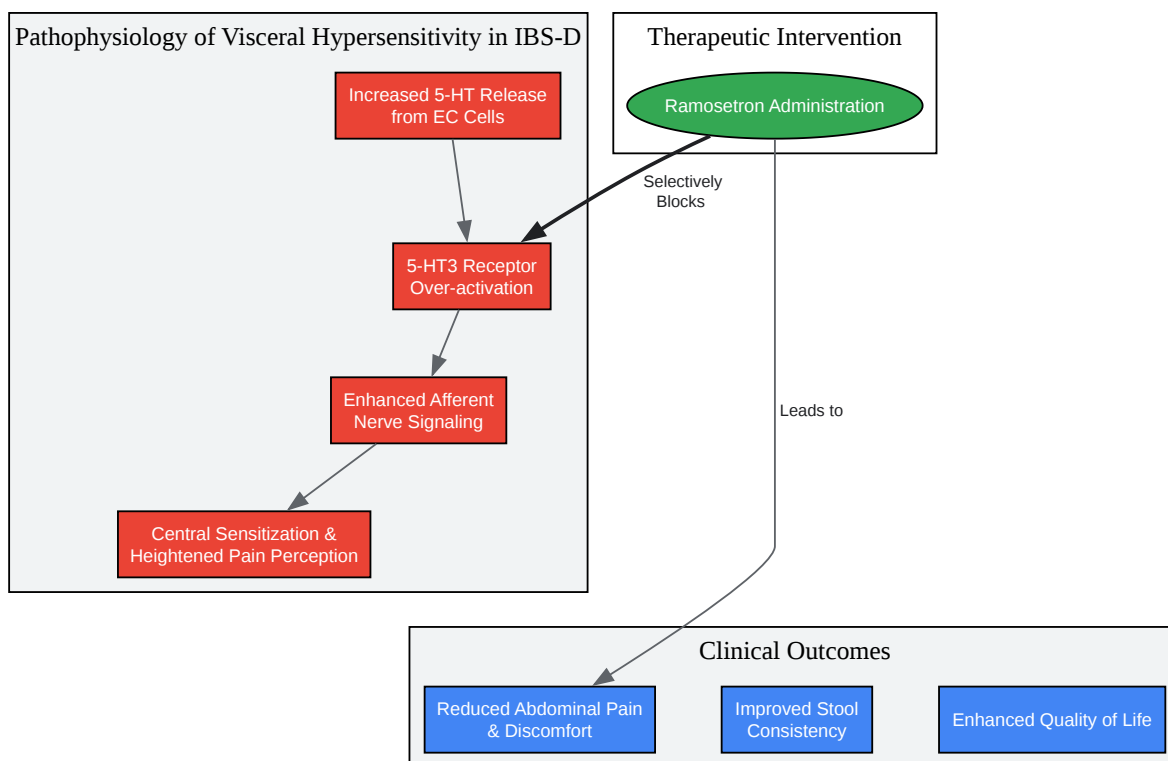 Pathophysiology of Visceral Hypersensitivity in IBS-D
Increased 5-HT Release
from EC Cells
5-HT3 Receptor
Over-activation
Enhanced Afferent
Nerve Signaling
Central Sensitization &
Heightened Pain Perception
Therapeutic Intervention
Ramosetron Administration
Selectively
Blocks
Leads to
Clinical Outcomes
Reduced Abdominal Pain
& Discomfort
Improved Stool
Consistency
Enhanced Quality of Life